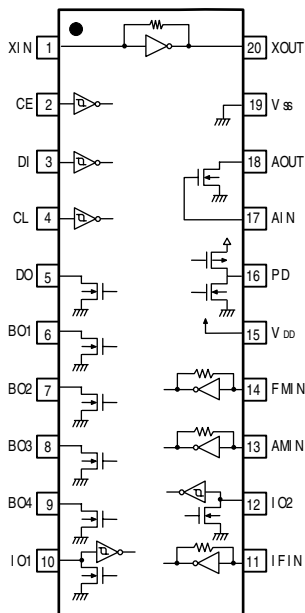 XIN 1 20 XOUT
CE 2 19 Vss
DI 3 18 AOUT
CL 4 17 AIN
DO 5 16 PD
BO1 6 15 VDD
BO2 7 14 FMIN
BO3 8 13 AMIN
BO4 9 12 IO2
IO1 10 11 IFIN